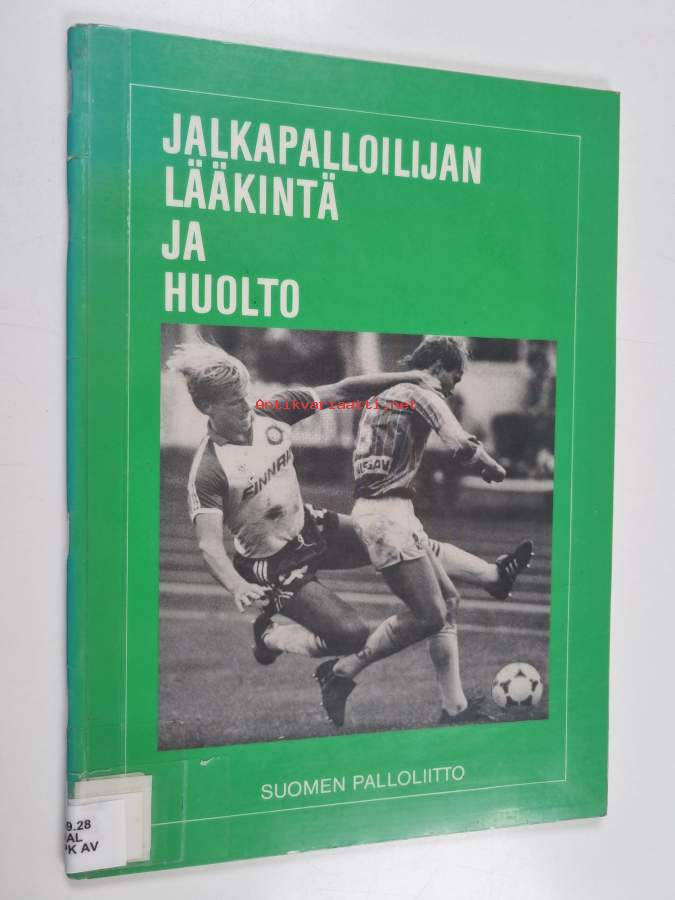 JALKAPALLOILIJAN
LÄÄKINTÄ
JA
HUOLTO
Antikvariaatti.net
FINNAIR
SUOMEN PALLOLIITTO
9.28
AL
PK AV